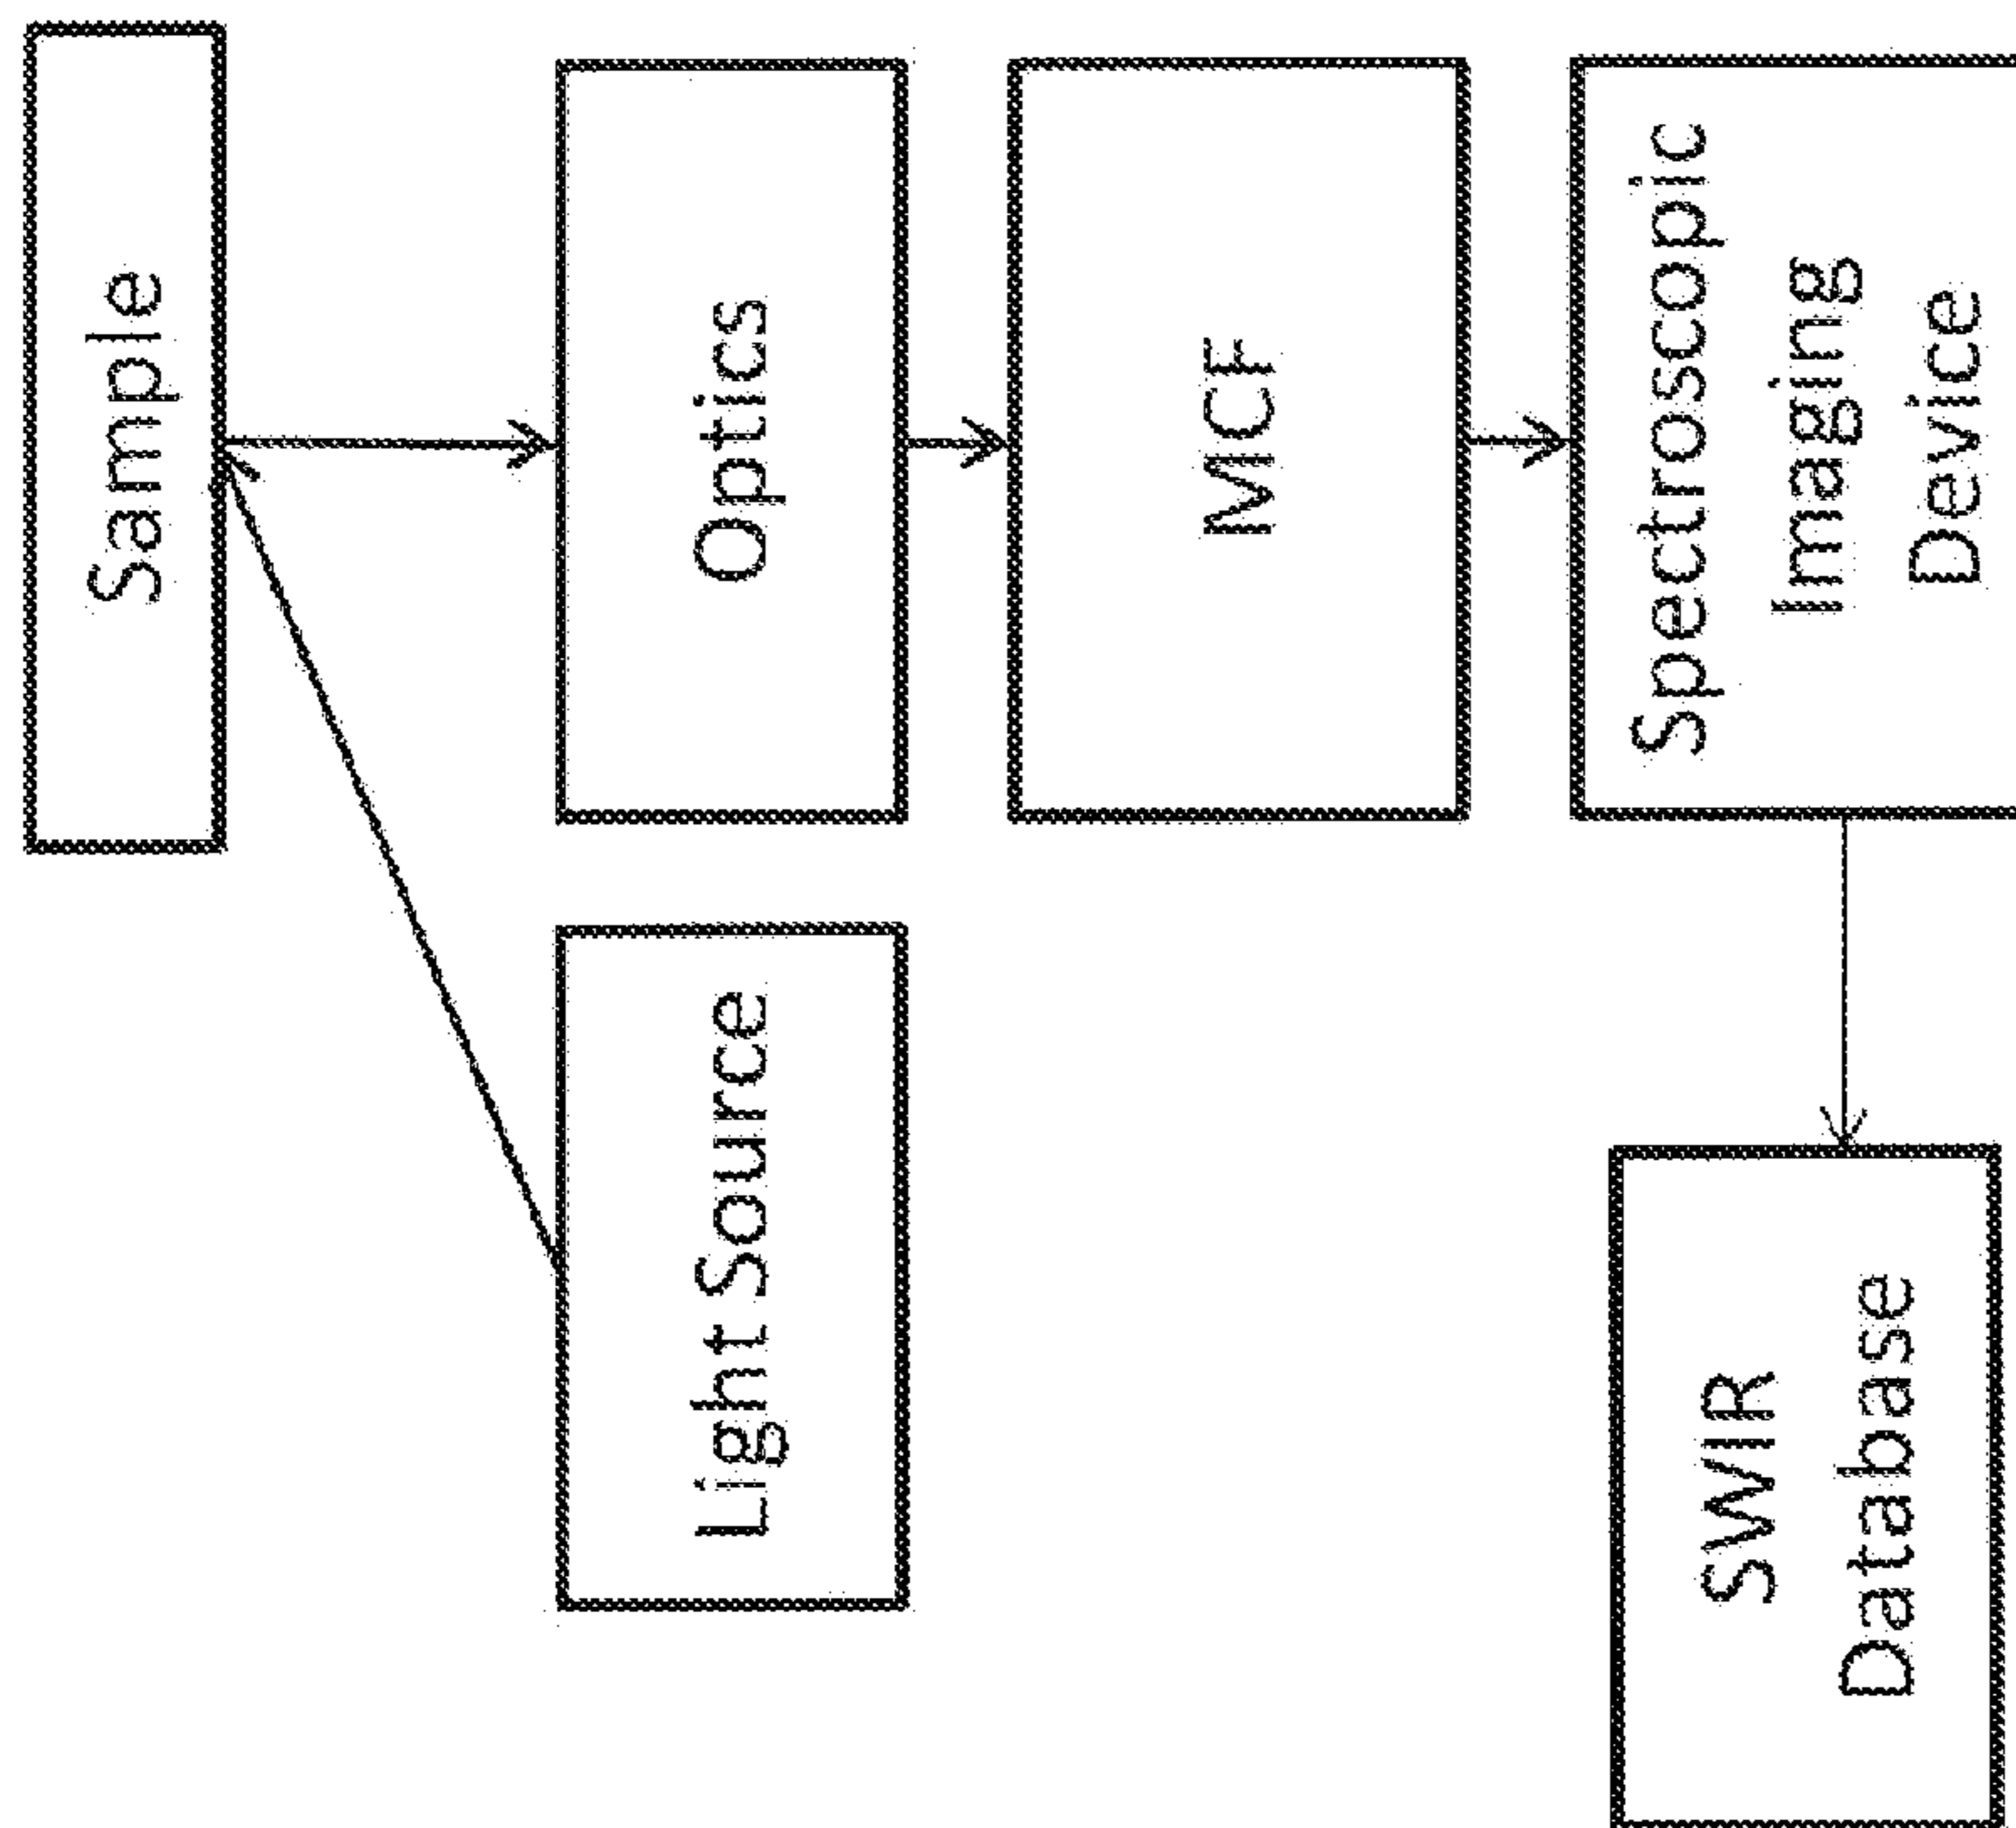 Sample
Light Source
Optics
MCF
SWIR
Database
Spectroscopic
Imaging
Device